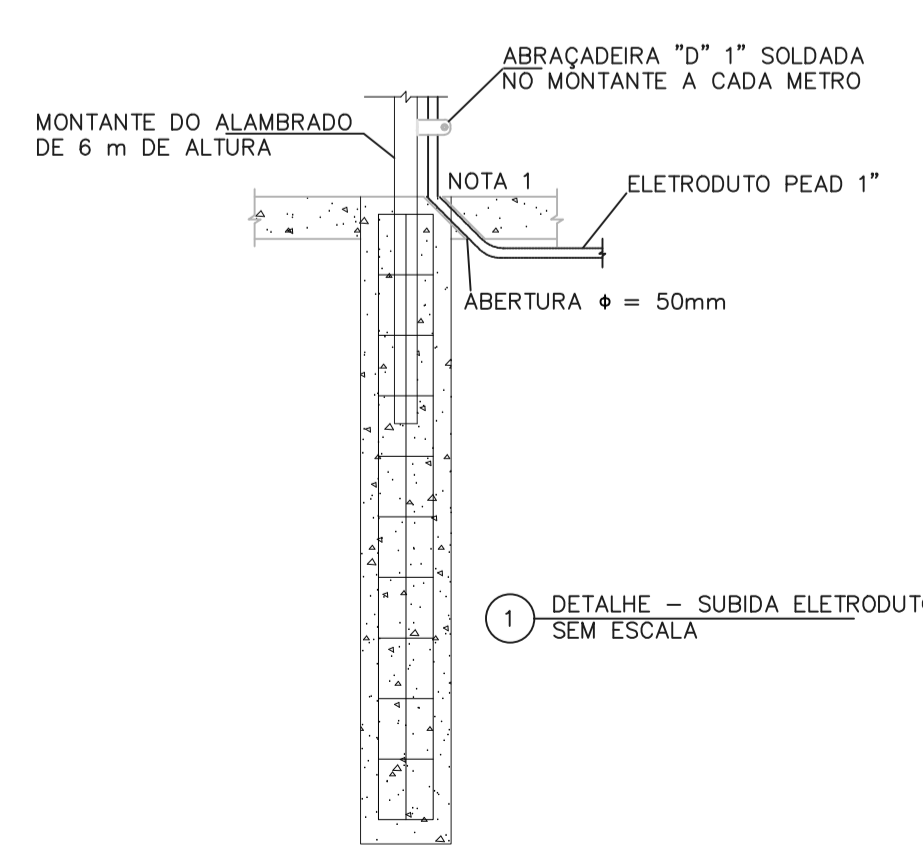 ABRAÇADEIRA "D" 1" SOLDADA
NO MONTANTE A CADA METRO
MONTANTE DO ALAMBRADO
DE 6 m DE ALTURA
NOTA 1
ELETRODUTO PEAD 1"
ABERTURA ϕ = 50mm
1
DETALHE – SUBIDA ELETRODUTO
SEM ESCALA